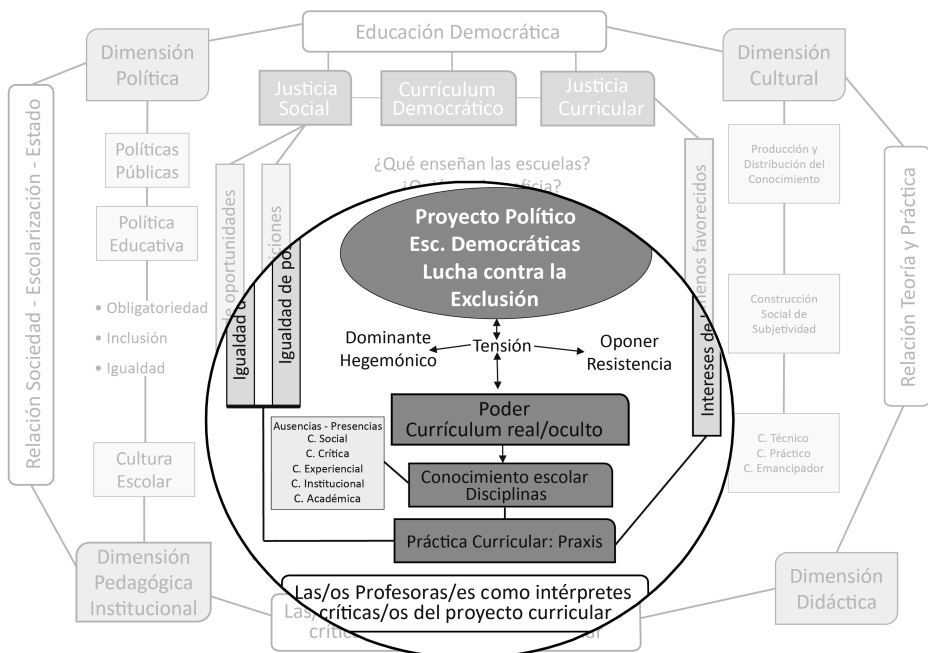 Educación Democrática
Dimensión
Política
Dimensión
Cultural
Justicia
Social
Currículum
Democrático
Justicia
Curricular
Relación Sociedad - Escolarización - Estado
Políticas
Públicas
Política
Educativa
• Obligatoriedad
• Inclusión
• Igualdad
Cultura
Escolar
Dimensión
Pedagógica
Institucional
¿Qué enseñan las escuelas?
Igualdad de oportunidades
Igualdad de posiciones
Proyecto Político
Esc. Democráticas
Lucha contra la
Exclusión
Dominante
Hegemónico
Tensión
Oponer
Resistencia
Poder
Currículum real/oculto
Ausencias - Presencias
C. Social
C. Crítica
C. Experiencial
C. Institucional
C. Académica
Conocimiento escolar
Disciplinas
Práctica Curricular: Praxis
Las/os Profesoras/es como intérpretes
críticas/os del proyecto curricular
Intereses de menos favorecidos
Producción y
Distribución del
Conocimiento
Construcción
Social de
Subjetividad
C. Técnico
C. Práctico
C. Emancipador
Relación Teoría y Práctica
Dimensión
Didáctica